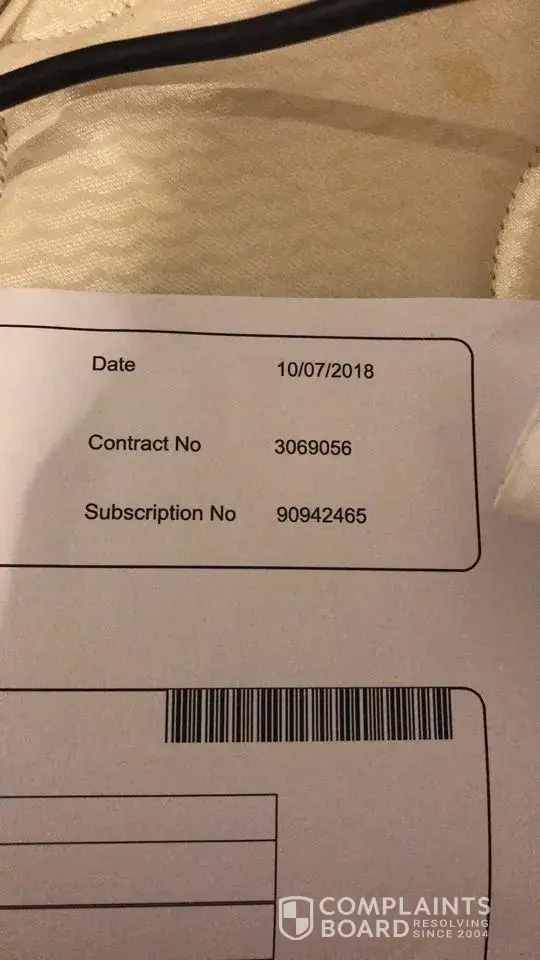 Date 10/07/2018
Contract No 3069056
Subscription No 90942465
COMPLAINTS
BOARD RESOLVING
SINCE 2004